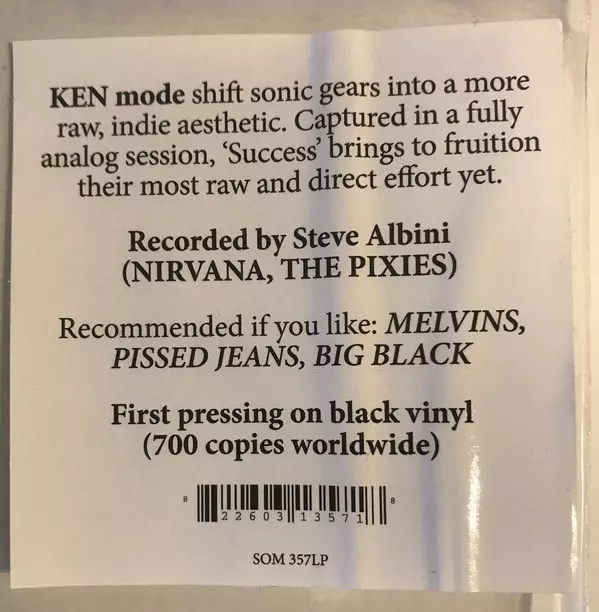 KEN mode shift sonic gears into a more
raw, indie aesthetic. Captured in a fully
analog session, ‘Success’ brings to fruition
their most raw and direct effort yet.
Recorded by Steve Albini
(NIRVANA, THE PIXIES)
Recommended if you like: MELVINS,
PISSED JEANS, BIG BLACK
First pressing on black vinyl
(700 copies worldwide)
8 22603 13571 8
SOM 357LP